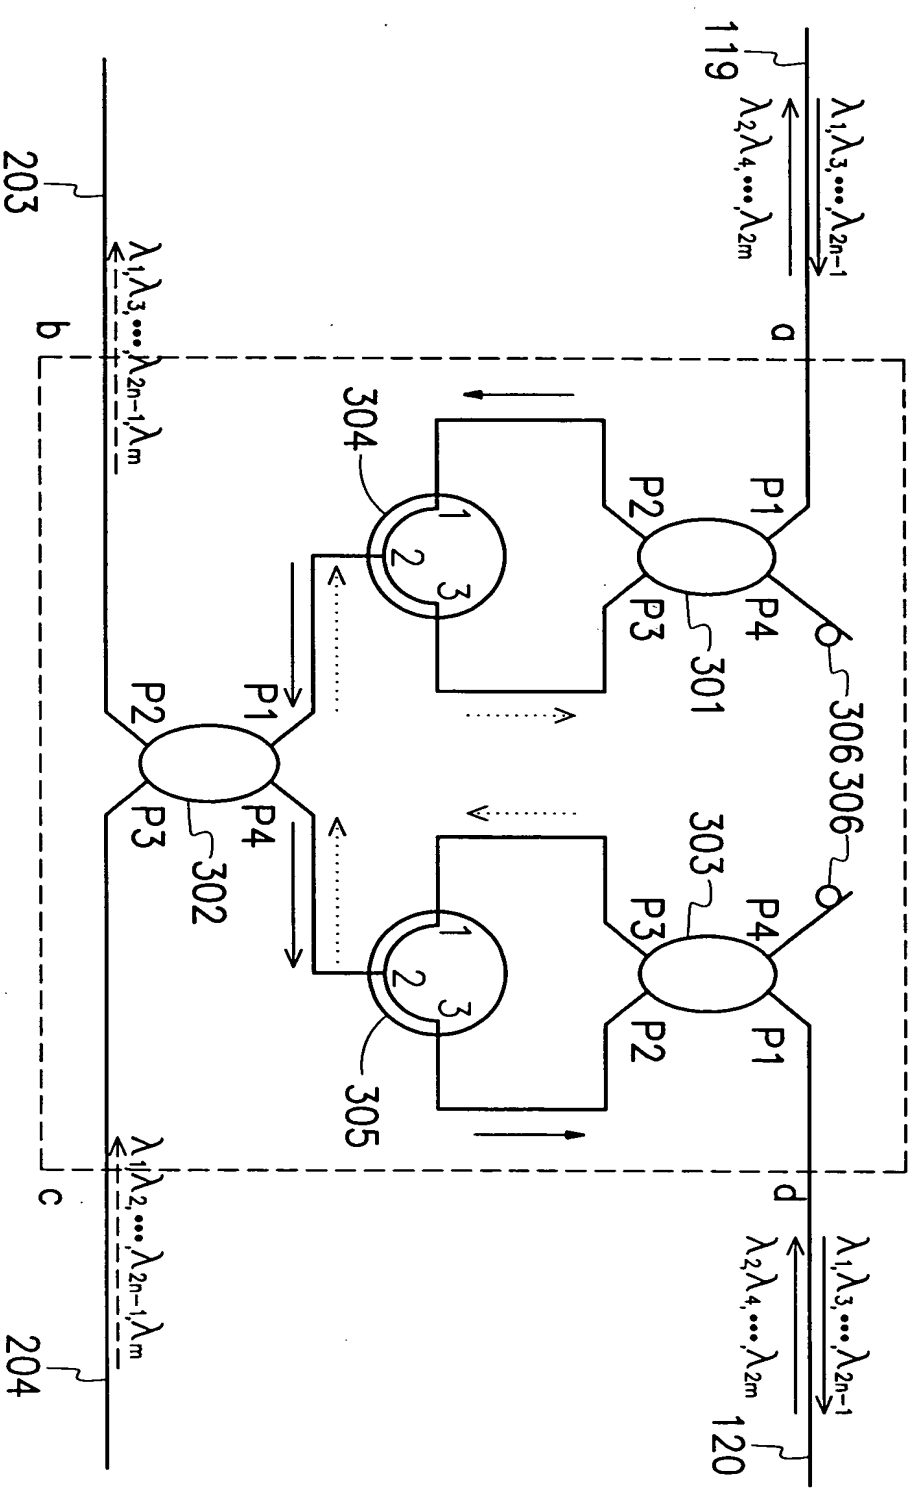 119
λ1,λ3,•••,λ2n-1
λ2,λ4,•••,λ2m
a
203
λ1,λ3,•••,λ2n-1,λm
b
304
1
2
3
P1
P2
P3
P4
301
306
306
303
P4
P3
P1
P2
P1
P2
P3
P4
302
1
2
3
305
d
λ1,λ3,•••,λ2n-1
λ2,λ4,•••,λ2m
120
c
λ1,λ2,•••,λ2n-1,λm
204